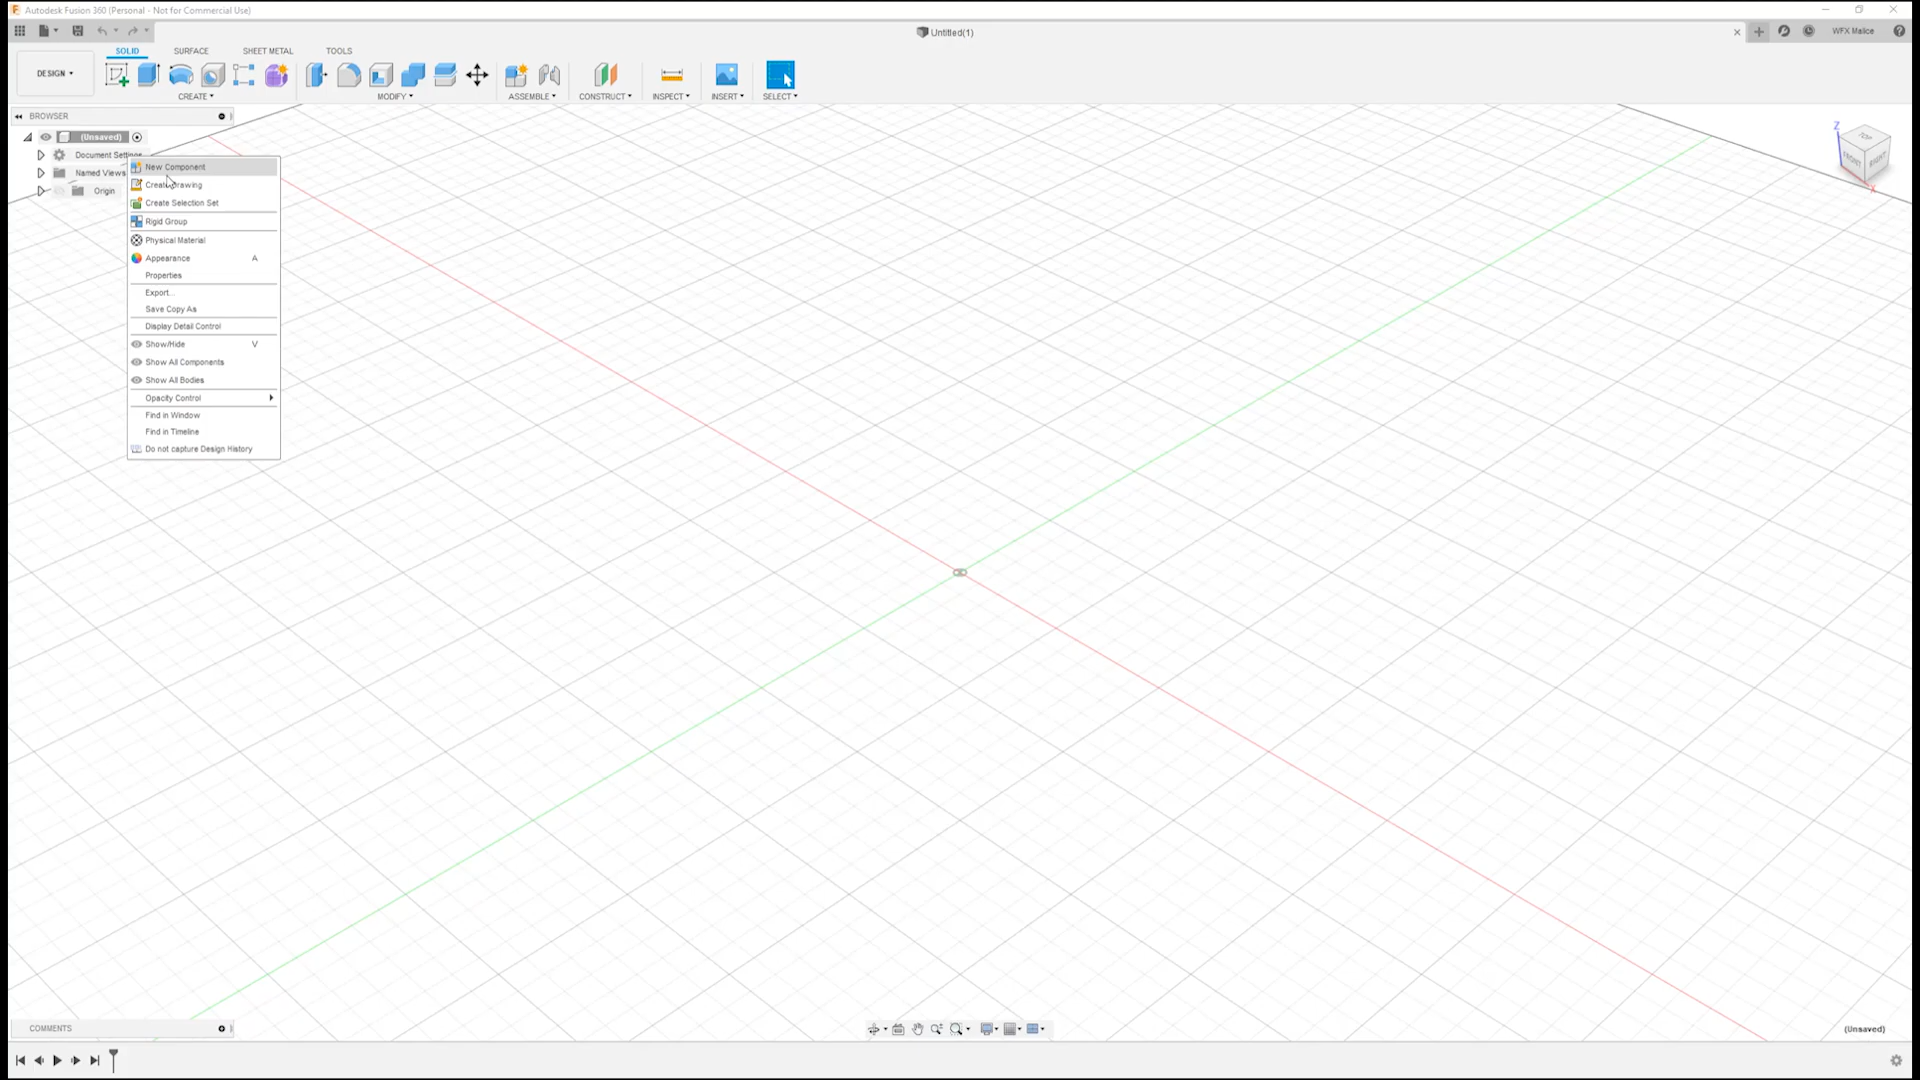 Autodesk Fusion 360 (Personal - Not for Commercial Use)
Untitled(1)
WFX Malice
SOLID
SURFACE
SHEET METAL
TOOLS
DESIGN
CREATE
MODIFY
ASSEMBLE
CONSTRUCT
INSPECT
INSERT
SELECT
BROWSER
(Unsaved)
Document Settings
Named Views
Origin
New Component
Create Drawing
Create Selection Set
Rigid Group
Physical Material
Appearance A
Properties
Export...
Save Copy As
Display Detail Control
Show/Hide V
Show All Components
Show All Bodies
Opacity Control
Find in Window
Find in Timeline
Do not capture Design History
Z
TOP
FRONT
RIGHT
X
COMMENTS
(Unsaved)